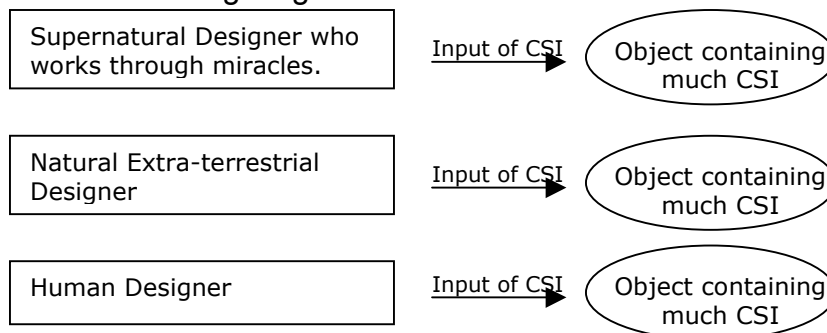 Supernatural Designer who
works through miracles.
Input of CSI
Object containing
much CSI
Natural Extra-terrestrial
Designer
Input of CSI
Object containing
much CSI
Human Designer
Input of CSI
Object containing
much CSI